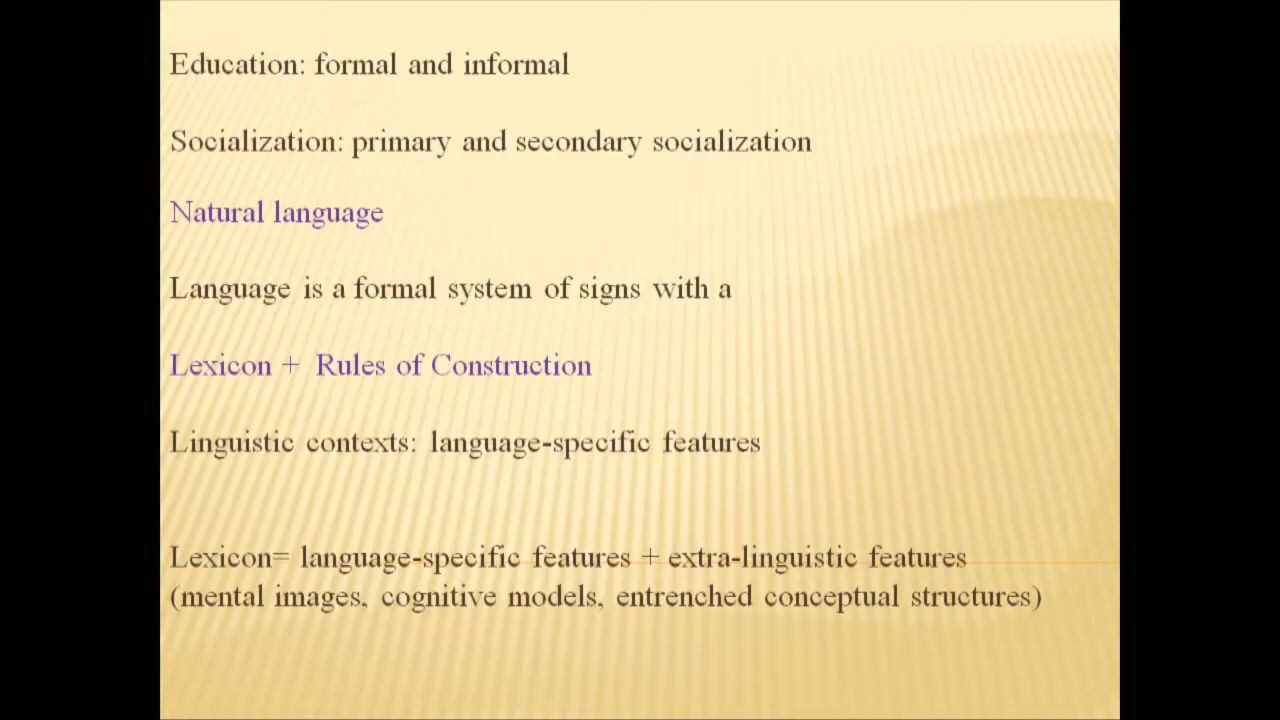 Education: formal and informal
Socialization: primary and secondary socialization
Natural language
Language is a formal system of signs with a
Lexicon + Rules of Construction
Linguistic contexts: language-specific features
Lexicon= language-specific features + extra-linguistic features
(mental images, cognitive models, entrenched conceptual structures)